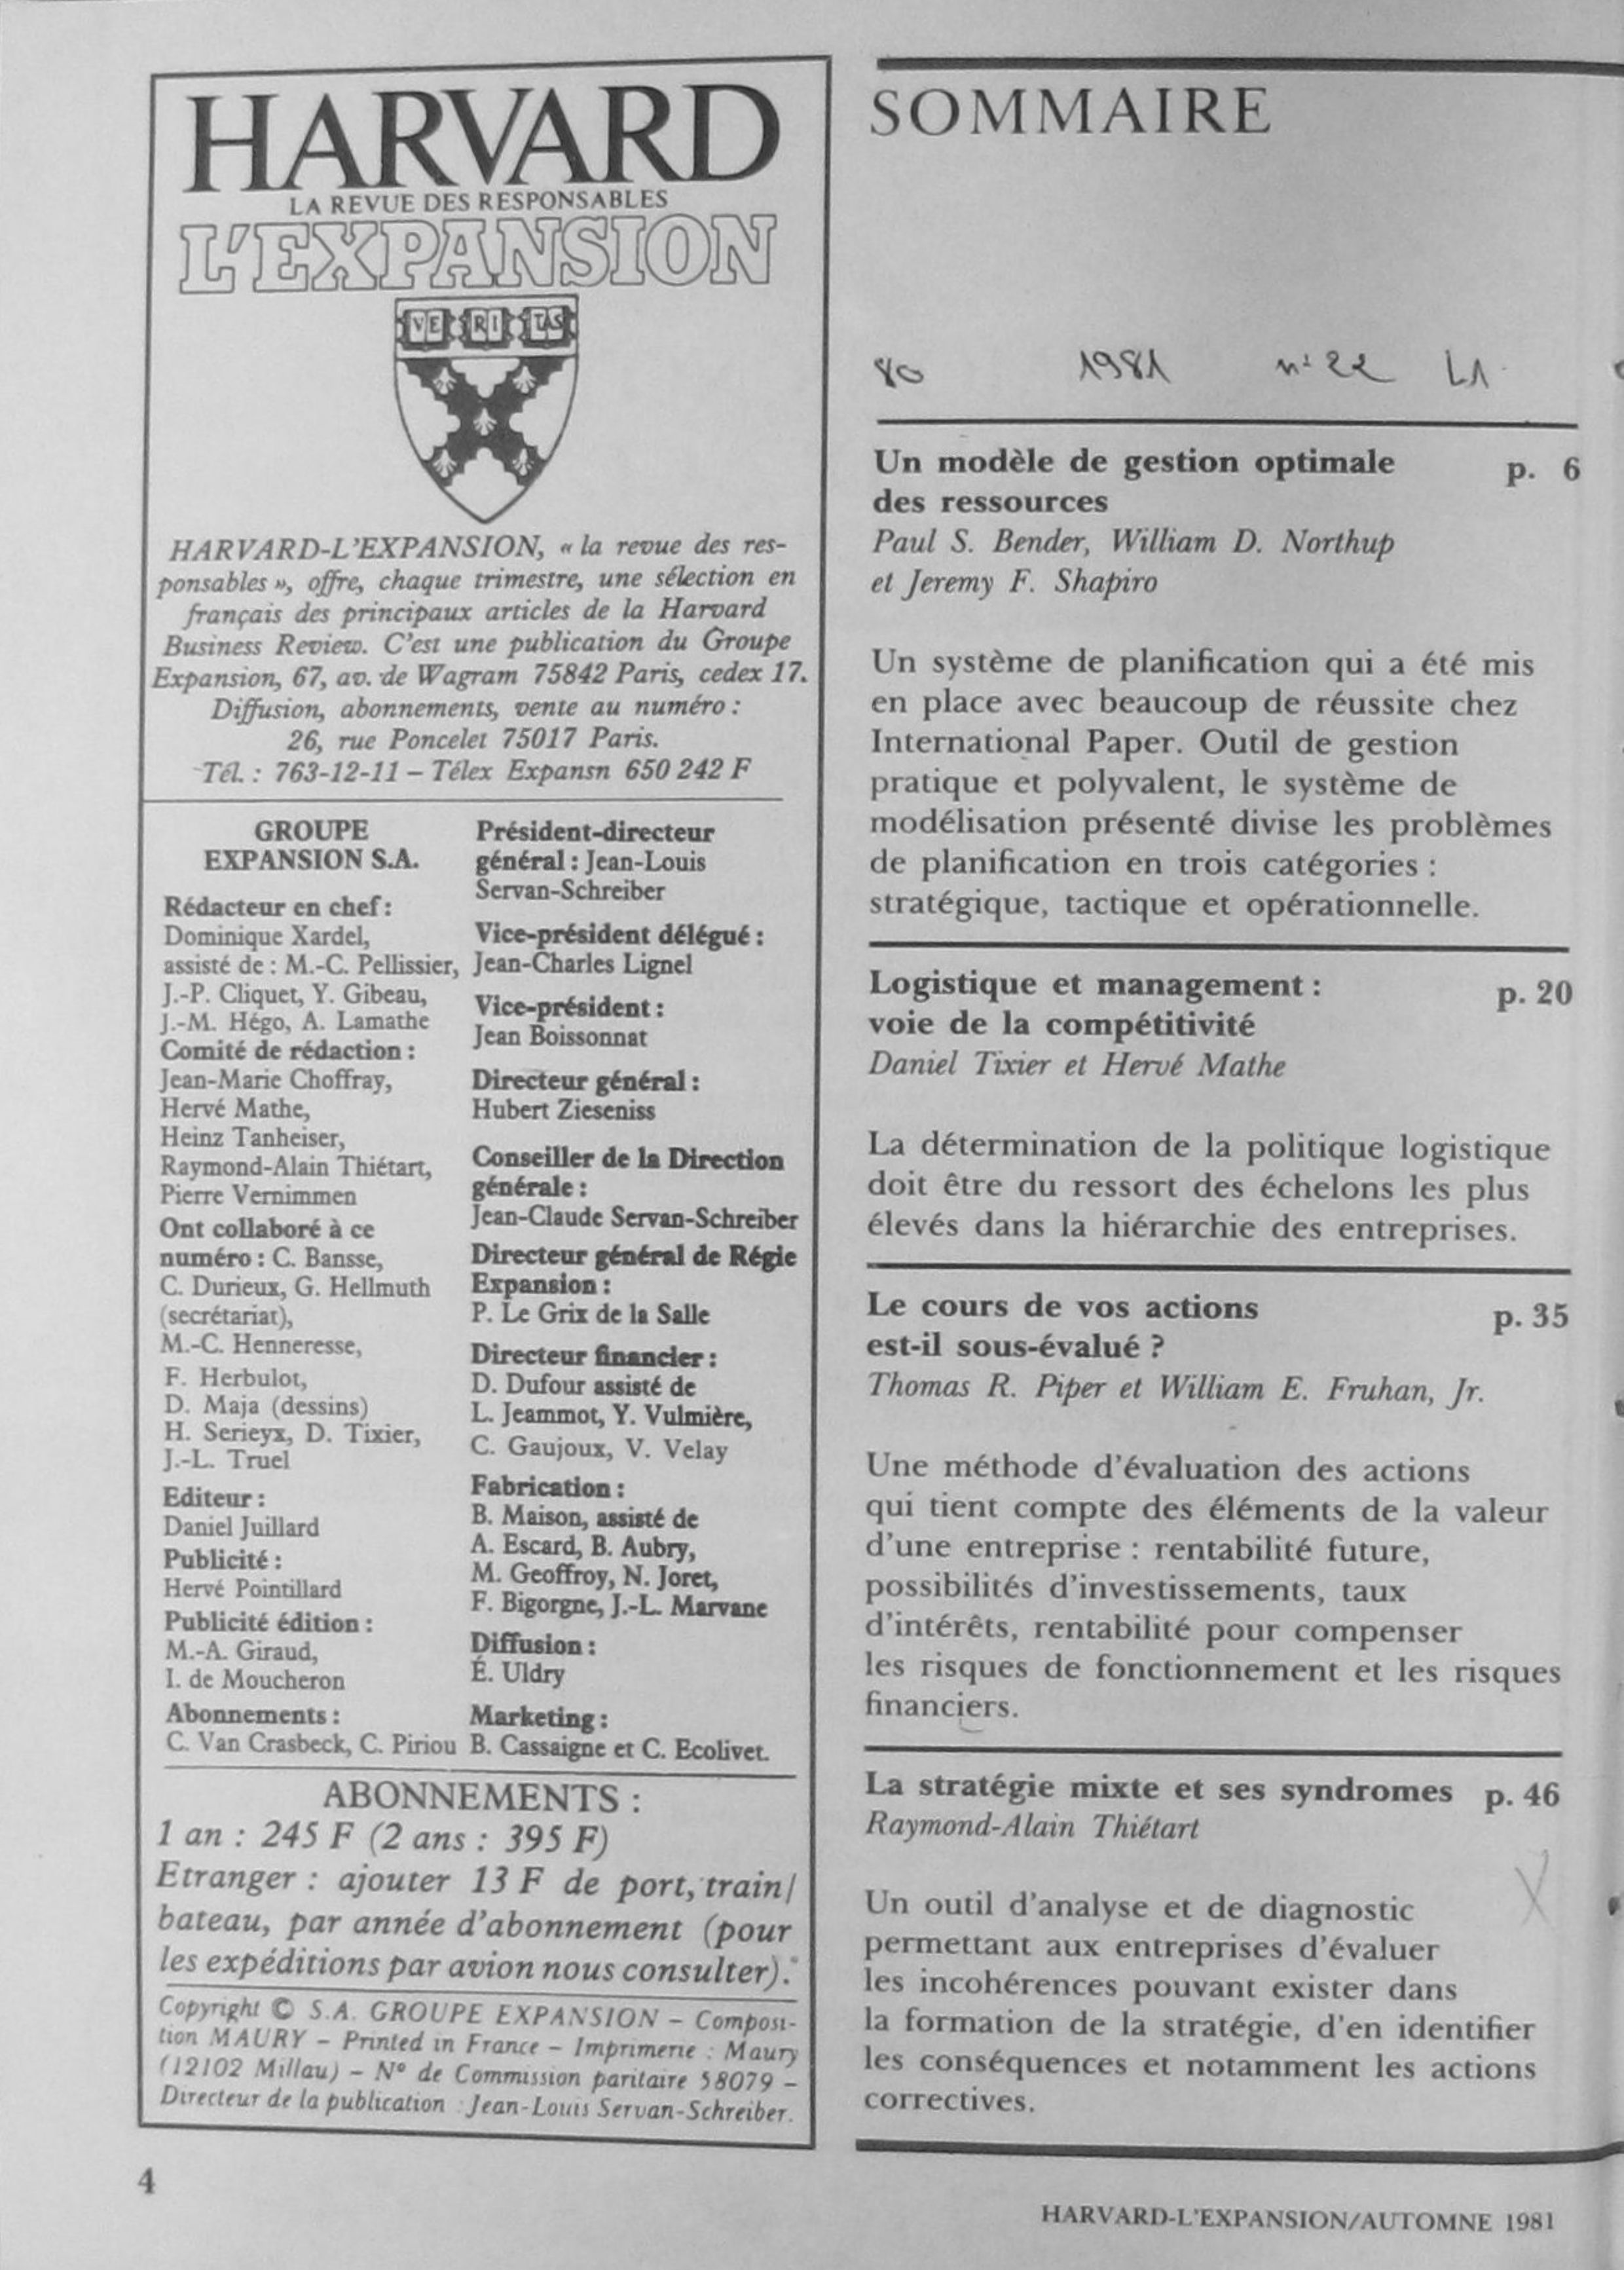 HARVARD
LA REVUE DES RESPONSABLES
L'EXPANSION
VE RI TAS
HARVARD-L'EXPANSION, « la revue des res-
ponsables », offre, chaque trimestre, une sélection en
français des principaux articles de la Harvard
Business Review. C'est une publication du Groupe
Expansion, 67, av. de Wagram 75842 Paris, cedex 17.
Diffusion, abonnements, vente au numéro :
26, rue Poncelet 75017 Paris.
Tél. : 763-12-11 – Télex Expansn 650 242 F
GROUPE
EXPANSION S.A.
Rédacteur en chef :
Dominique Xardel,
assisté de : M.-C. Pellissier,
J.-P. Cliquet, Y. Gibeau,
J.-M. Hégo, A. Lamathe
Comité de rédaction :
Jean-Marie Choffray,
Hervé Mathe,
Heinz Tanheiser,
Raymond-Alain Thiétart,
Pierre Vernimmen
Ont collaboré à ce
numéro : C. Bansse,
C. Durieux, G. Hellmuth
(secrétariat),
M.-C. Henneresse,
F. Herbulot,
D. Maja (dessins)
H. Serieyx, D. Tixier,
J.-L. Truel
Editeur :
Daniel Juillard
Publicité :
Hervé Pointillard
Publicité édition :
M.-A. Giraud,
I. de Moucheron
Abonnements :
C. Van Crasbeck, C. Piriou
Président-directeur
général : Jean-Louis
Servan-Schreiber
Vice-président délégué :
Jean-Charles Lignel
Vice-président :
Jean Boissonnat
Directeur général :
Hubert Zieseniss
Conseiller de la Direction
générale :
Jean-Claude Servan-Schreiber
Directeur général de Régie
Expansion :
P. Le Grix de la Salle
Directeur financier :
D. Dufour assisté de
L. Jeammot, Y. Vulmière,
C. Gaujoux, V. Velay
Fabrication :
B. Maison, assisté de
A. Escard, B. Aubry,
M. Geoffroy, N. Joret,
F. Bigorgne, J.-L. Marvane
Diffusion :
É. Uldry
Marketing :
B. Cassaigne et C. Ecolivet.
ABONNEMENTS :
1 an : 245 F (2 ans : 395 F)
Etranger : ajouter 13 F de port, train/
bateau, par année d'abonnement (pour
les expéditions par avion nous consulter).
Copyright © S.A. GROUPE EXPANSION – Composi-
tion MAURY – Printed in France – Imprimerie : Maury
(12102 Millau) – N° de Commission paritaire 58079 –
Directeur de la publication : Jean-Louis Servan-Schreiber.
4
SOMMAIRE
80 1981 n° 22 L1
Un modèle de gestion optimale p. 6
des ressources
Paul S. Bender, William D. Northup
et Jeremy F. Shapiro
Un système de planification qui a été mis
en place avec beaucoup de réussite chez
International Paper. Outil de gestion
pratique et polyvalent, le système de
modélisation présenté divise les problèmes
de planification en trois catégories :
stratégique, tactique et opérationnelle.
Logistique et management : p. 20
voie de la compétitivité
Daniel Tixier et Hervé Mathe
La détermination de la politique logistique
doit être du ressort des échelons les plus
élevés dans la hiérarchie des entreprises.
Le cours de vos actions p. 35
est-il sous-évalué ?
Thomas R. Piper et William E. Fruhan, Jr.
Une méthode d'évaluation des actions
qui tient compte des éléments de la valeur
d'une entreprise : rentabilité future,
possibilités d'investissements, taux
d'intérêts, rentabilité pour compenser
les risques de fonctionnement et les risques
financiers.
La stratégie mixte et ses syndromes p. 46
Raymond-Alain Thiétart
Un outil d'analyse et de diagnostic
permettant aux entreprises d'évaluer
les incohérences pouvant exister dans
la formation de la stratégie, d'en identifier
les conséquences et notamment les actions
correctives.
HARVARD-L'EXPANSION/AUTOMNE 1981